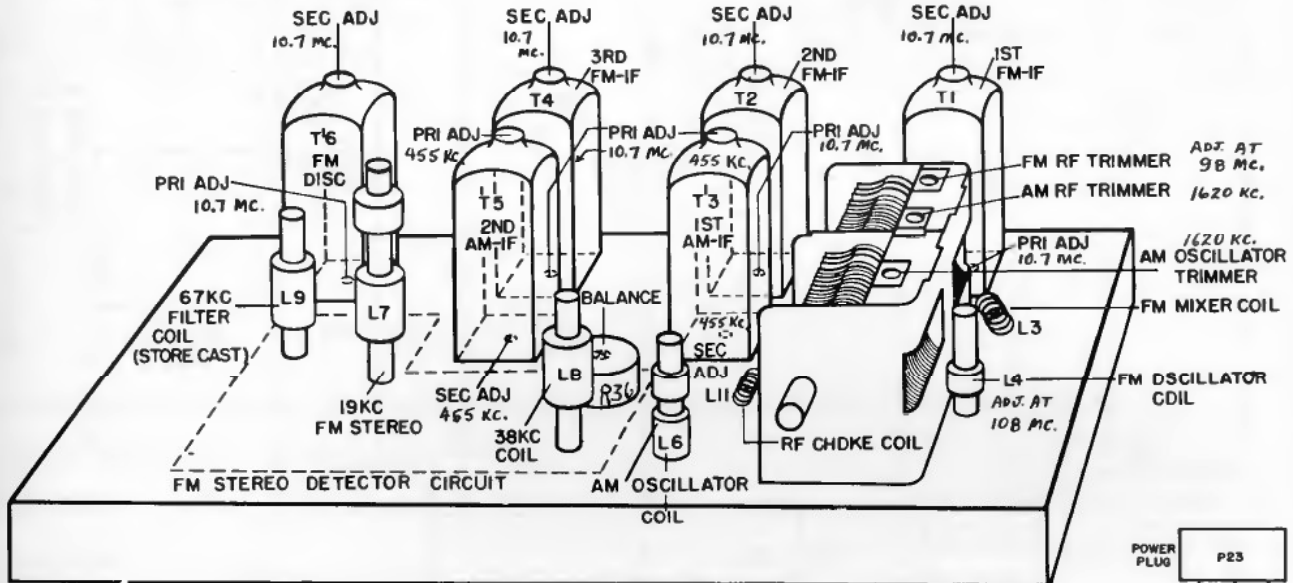 SEC ADJ
10.7 MC.
SEC ADJ
10.7
MC.
3RD
FM-IF
SEC ADJ
10.7 MC.
2ND
FM-IF
SEC ADJ
10.7 MC.
1ST
FM-IF
T6
FM
DISC
T4
T2
T1
PRI ADJ
455 KC.
PRI ADJ
10.7 MC.
455 KC.
PRI ADJ
10.7 MC.
FM RF TRIMMER
ADJ. AT
98 MC.
AM RF TRIMMER
1620 KC.
PRI ADJ
10.7 MC.
T5
2ND
AM-IF
T3
1ST
AM-IF
PRI ADJ
10.7 MC.
1620 KC.
AM OSCILLATOR
TRIMMER
L9
L7
67KC
FILTER
COIL
(STORE CAST)
BALANCE
FM MIXER COIL
L3
455 KC.
SEC
ADJ
L11
L8
R36
L4
FM DSCILLATOR
CDIL
ADJ. AT
108 MC.
19KC
FM STEREO
SEC ADJ
455 KC.
38KC
COIL
L6
RF CHDKE COIL
FM STEREO DETECTOR CIRCUIT
AM OSCILLATOR
COIL
POWER
PLUG
P23